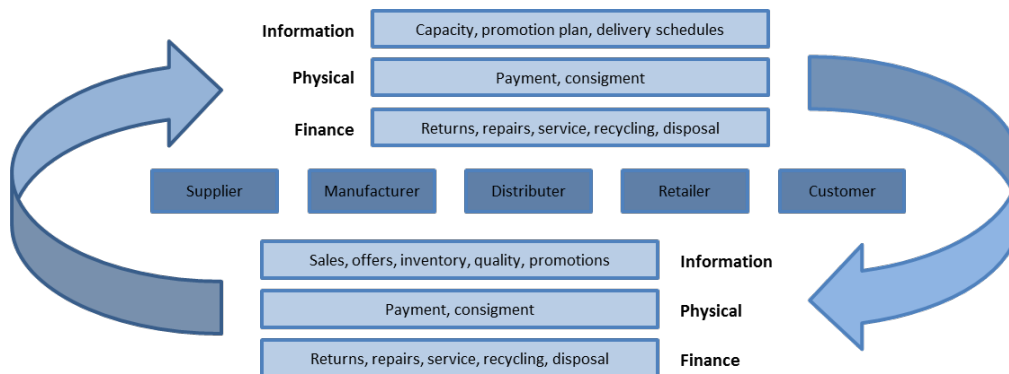 Information Capacity, promotion plan, delivery schedules
Physical Payment, consigment
Finance Returns, repairs, service, recycling, disposal
Supplier Manufacturer Distributer Retailer Customer
Sales, offers, inventory, quality, promotions Information
Payment, consigment Physical
Returns, repairs, service, recycling, disposal Finance